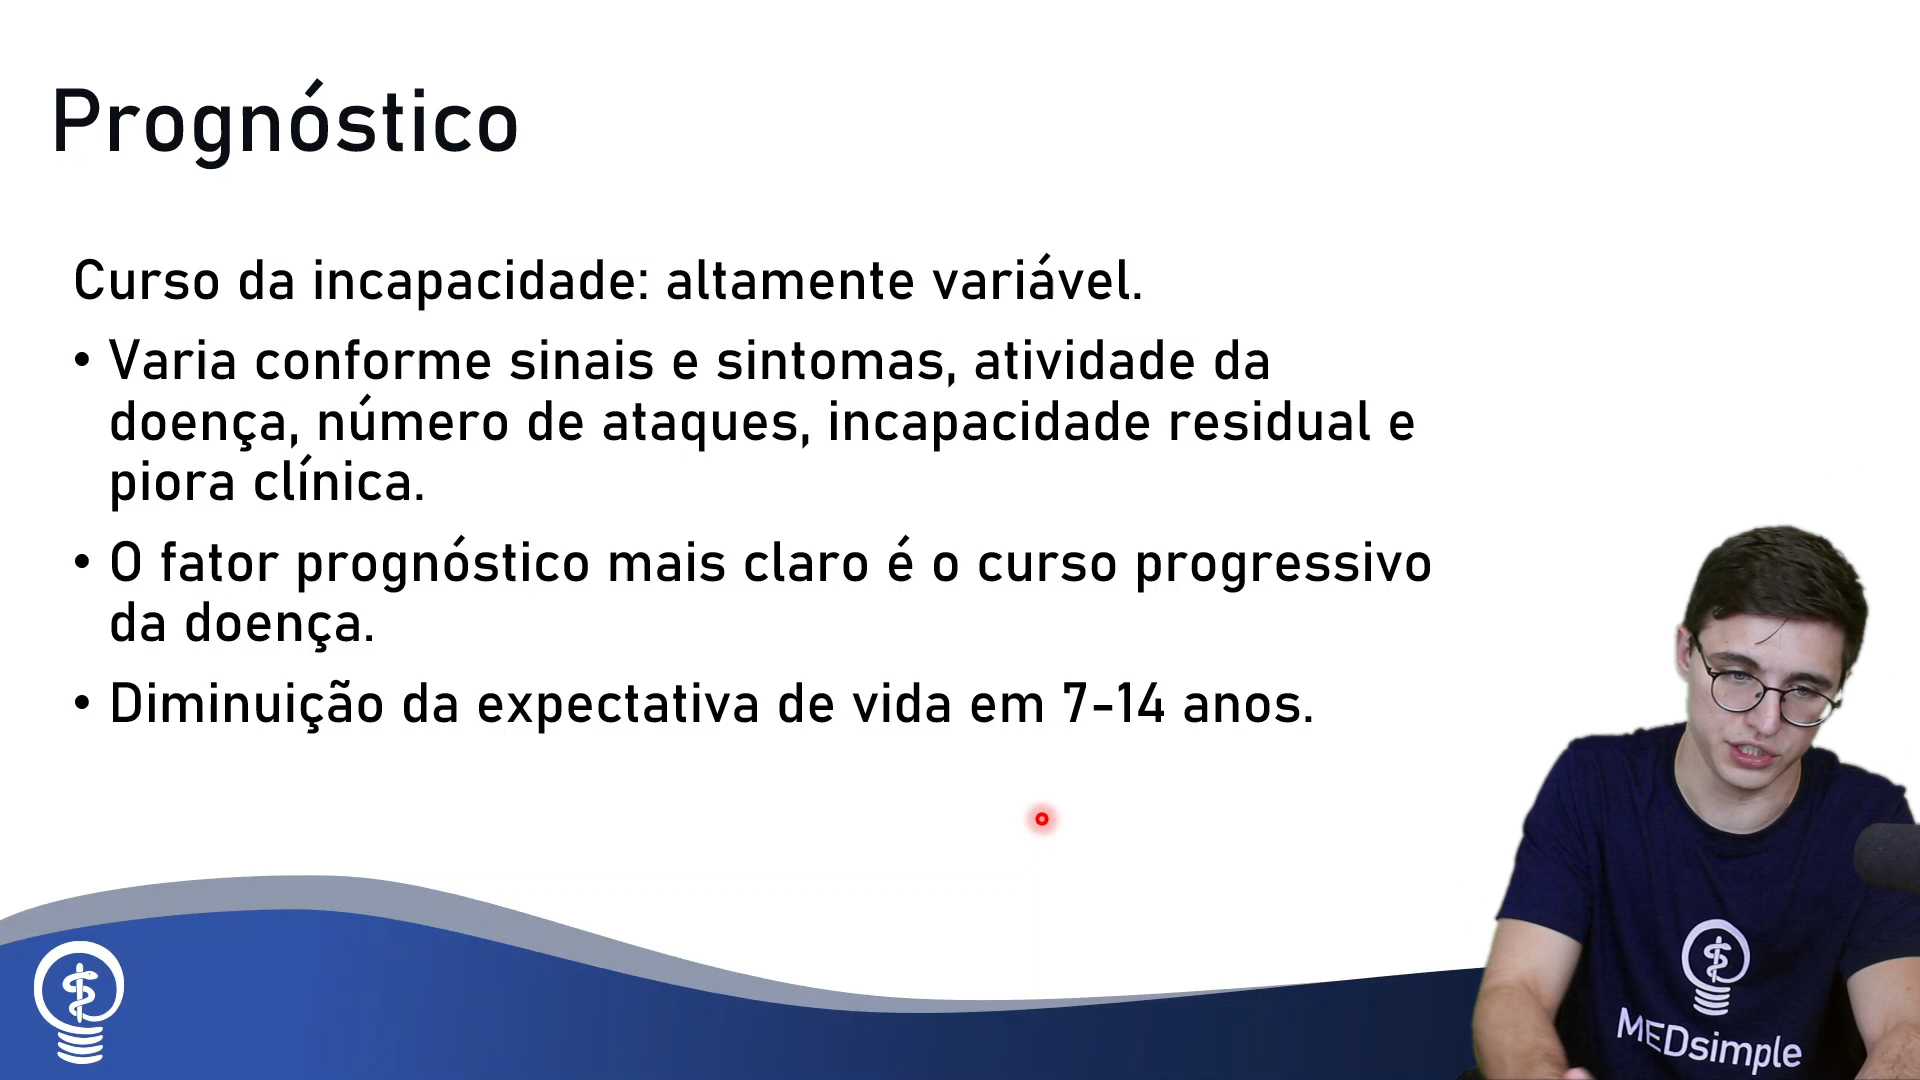 Prognóstico
Curso da incapacidade: altamente variável.
• Varia conforme sinais e sintomas, atividade da
doença, número de ataques, incapacidade residual e
piora clínica.
• O fator prognóstico mais claro é o curso progressivo
da doença.
• Diminuição da expectativa de vida em 7-14 anos.
MEDsimple